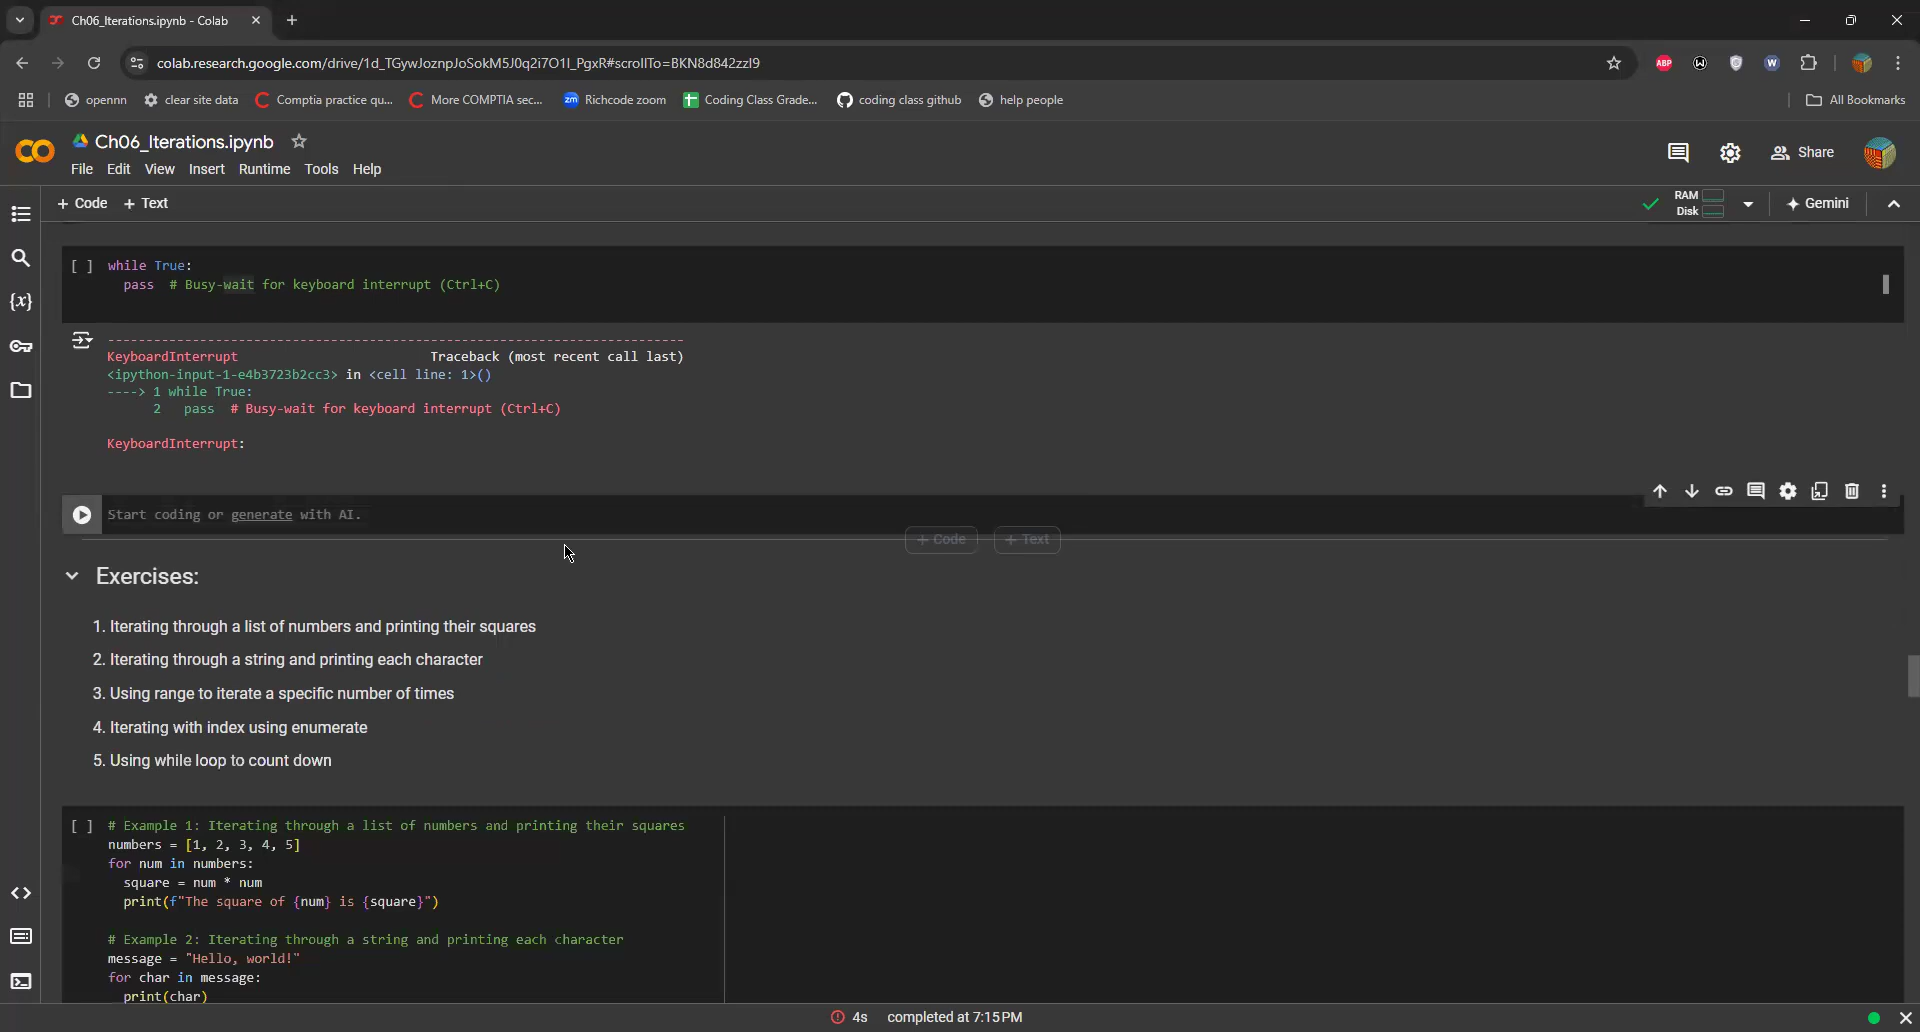 Ch06_Iterations.ipynb - Colab
colab.research.google.com/drive/1d_TGywJoznpJoSokM5J0q2i7O1l_PgxR#scrollTo=BKN8d842zzI9
ABP
W
opennn
clear site data
Comptia practice qu...
More COMPTIA sec...
zm Richcode zoom
Coding Class Grade...
coding class github
help people
All Bookmarks
Ch06_Iterations.ipynb
File Edit View Insert Runtime Tools Help
Share
+ Code + Text
RAM
Disk
Gemini
[ ] while True:
pass # Busy-wait for keyboard interrupt (Ctrl+C)
---------------------------------------------------------------------------
KeyboardInterrupt Traceback (most recent call last)
<ipython-input-1-e4b3723b2cc3> in <cell line: 1>()
----> 1 while True:
2 pass # Busy-wait for keyboard interrupt (Ctrl+C)
KeyboardInterrupt:
Start coding or generate with AI.
+ Code + Text
Exercises:
1. Iterating through a list of numbers and printing their squares
2. Iterating through a string and printing each character
3. Using range to iterate a specific number of times
4. Iterating with index using enumerate
5. Using while loop to count down
[ ] # Example 1: Iterating through a list of numbers and printing their squares
numbers = [1, 2, 3, 4, 5]
for num in numbers:
square = num * num
print(f"The square of {num} is {square}")
# Example 2: Iterating through a string and printing each character
message = "Hello, world!"
for char in message:
print(char)
4s completed at 7:15 PM